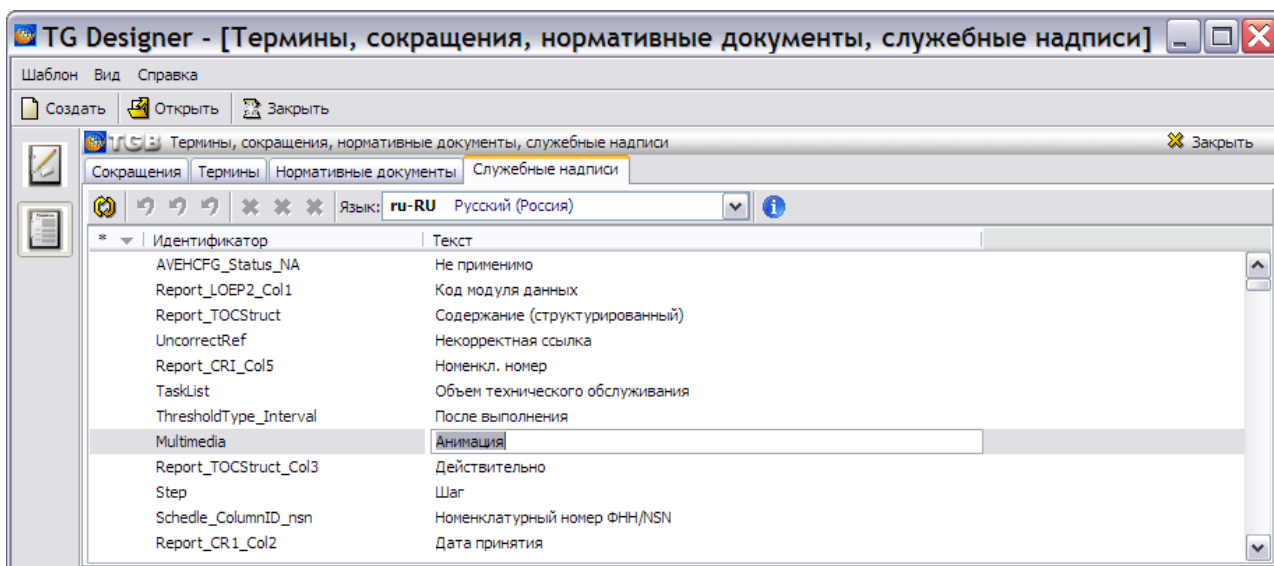 TG Designer - [Термины, сокращения, нормативные документы, служебные надписи]
Шаблон Вид Справка
Создать Открыть Закрыть
TGB Термины, сокращения, нормативные документы, служебные надписи Закрыть
Сокращения Термины Нормативные документы Служебные надписи
Язык: ru-RU Русский (Россия)
* Идентификатор Текст
AVEHCFG_Status_NA Не применимо
Report_LOEP2_Col1 Код модуля данных
Report_TOCStruct Содержание (структурированный)
UncorrectRef Некорректная ссылка
Report_CRI_Col5 Номенкл. номер
TaskList Объем технического обслуживания
ThresholdType_Interval После выполнения
Multimedia Анимация
Report_TOCStruct_Col3 Действительно
Step Шаг
Schedle_ColumnID_nsn Номенклатурный номер ФНН/NSN
Report_CR1_Col2 Дата принятия